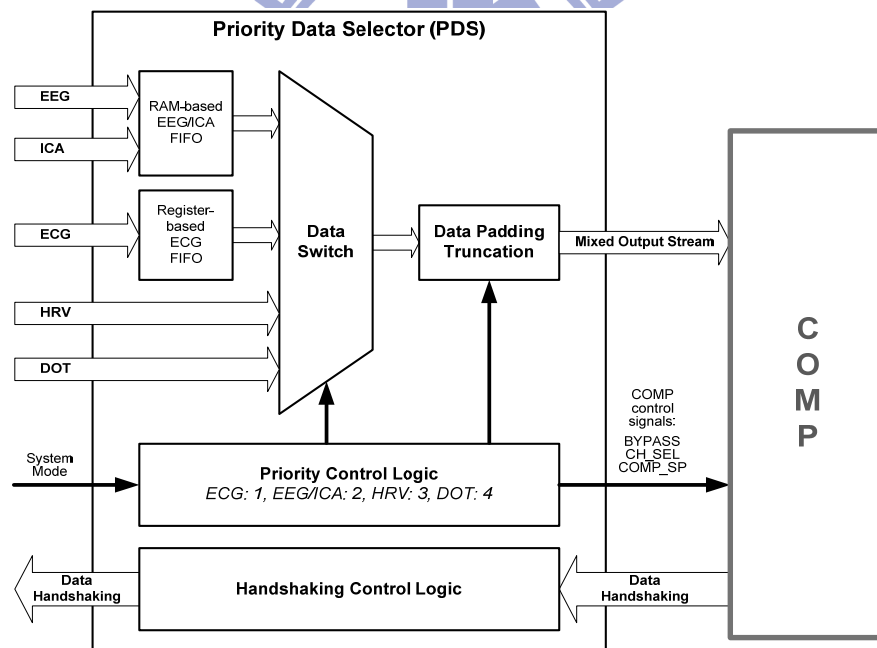 Priority Data Selector (PDS)
EEG
ICA
RAM-based
EEG/ICA
FIFO
ECG
Register-
based
ECG
FIFO
Data
Switch
Data Padding
Truncation
Mixed Output Stream
HRV
DOT
C
O
M
P
COMP
control
signals:
BYPASS
CH_SEL
COMP_SP
System
Mode
Priority Control Logic
ECG: 1, EEG/ICA: 2, HRV: 3, DOT: 4
Data
Handshaking
Handshaking Control Logic
Data
Handshaking